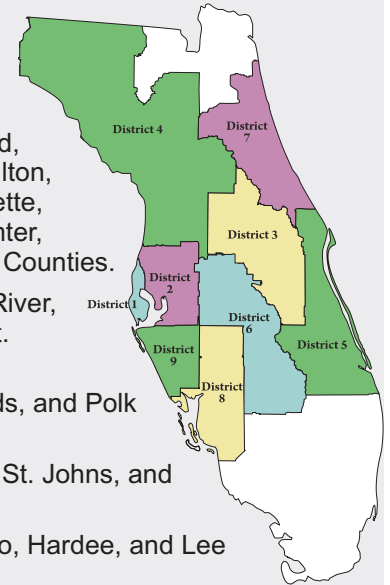 d,
lton,
ette,
nter,
Counties.
River,
t.
ds, and Polk
St. Johns, and
o, Hardee, and Lee
District 4
District
7
District 3
District 1
District
2
District
6
District 5
District
9
District
8